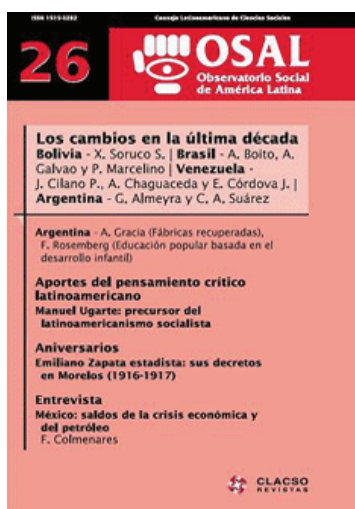 ISSN 1515-3282
Consejo Latinoamericano de Ciencias Sociales
26
OSAL
Observatorio Social
de América Latina
Los cambios en la última década
Bolivia - X. Soruco S. | Brasil - A. Boito, A.
Galvao y P. Marcelino | Venezuela -
J. Cilano P., A. Chaguaceda y E. Córdova J. |
Argentina - G. Almeyra y C. A. Suárez
Argentina - A. Gracia (Fábricas recuperadas),
F. Rosemberg (Educación popular basada en el
desarrollo infantil)
Aportes del pensamiento crítico
latinoamericano
Manuel Ugarte: precursor del
latinoamericanismo socialista
Aniversarios
Emiliano Zapata estadista: sus decretos
en Morelos (1916-1917)
Entrevista
México: saldos de la crisis económica y
del petróleo
F. Colmenares
CLACSO
REVISTAS